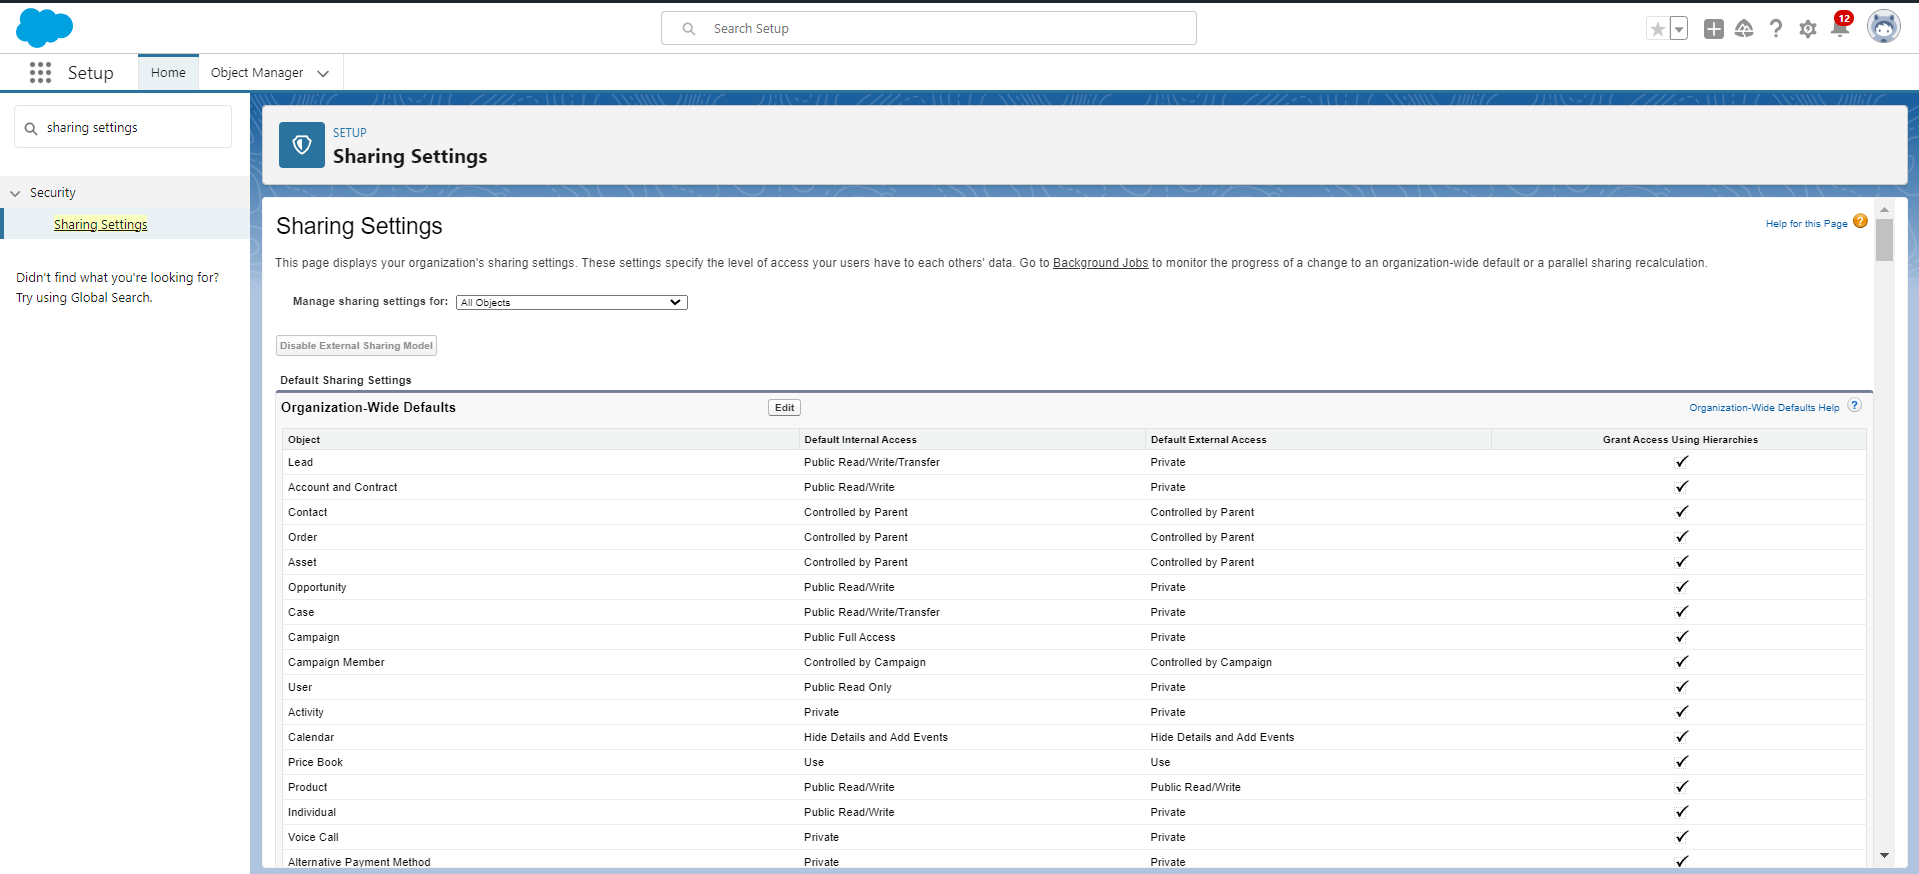 Search Setup
12
Setup
Home
Object Manager
sharing settings
Security
Sharing Settings
Didn't find what you're looking for?
Try using Global Search.
SETUP
Sharing Settings
Sharing Settings
Help for this Page ?
This page displays your organization's sharing settings. These settings specify the level of access your users have to each others' data. Go to Background Jobs to monitor the progress of a change to an organization-wide default or a parallel sharing recalculation.
Manage sharing settings for: All Objects
Disable External Sharing Model
Default Sharing Settings
Organization-Wide Defaults Edit Organization-Wide Defaults Help ?
Object Default Internal Access Default External Access Grant Access Using Hierarchies
Lead Public Read/Write/Transfer Private ✓
Account and Contract Public Read/Write Private ✓
Contact Controlled by Parent Controlled by Parent ✓
Order Controlled by Parent Controlled by Parent ✓
Asset Controlled by Parent Controlled by Parent ✓
Opportunity Public Read/Write Private ✓
Case Public Read/Write/Transfer Private ✓
Campaign Public Full Access Private ✓
Campaign Member Controlled by Campaign Controlled by Campaign ✓
User Public Read Only Private ✓
Activity Private Private ✓
Calendar Hide Details and Add Events Hide Details and Add Events ✓
Price Book Use Use ✓
Product Public Read/Write Public Read/Write ✓
Individual Public Read/Write Private ✓
Voice Call Private Private ✓
Alternative Payment Method Private Private ✓